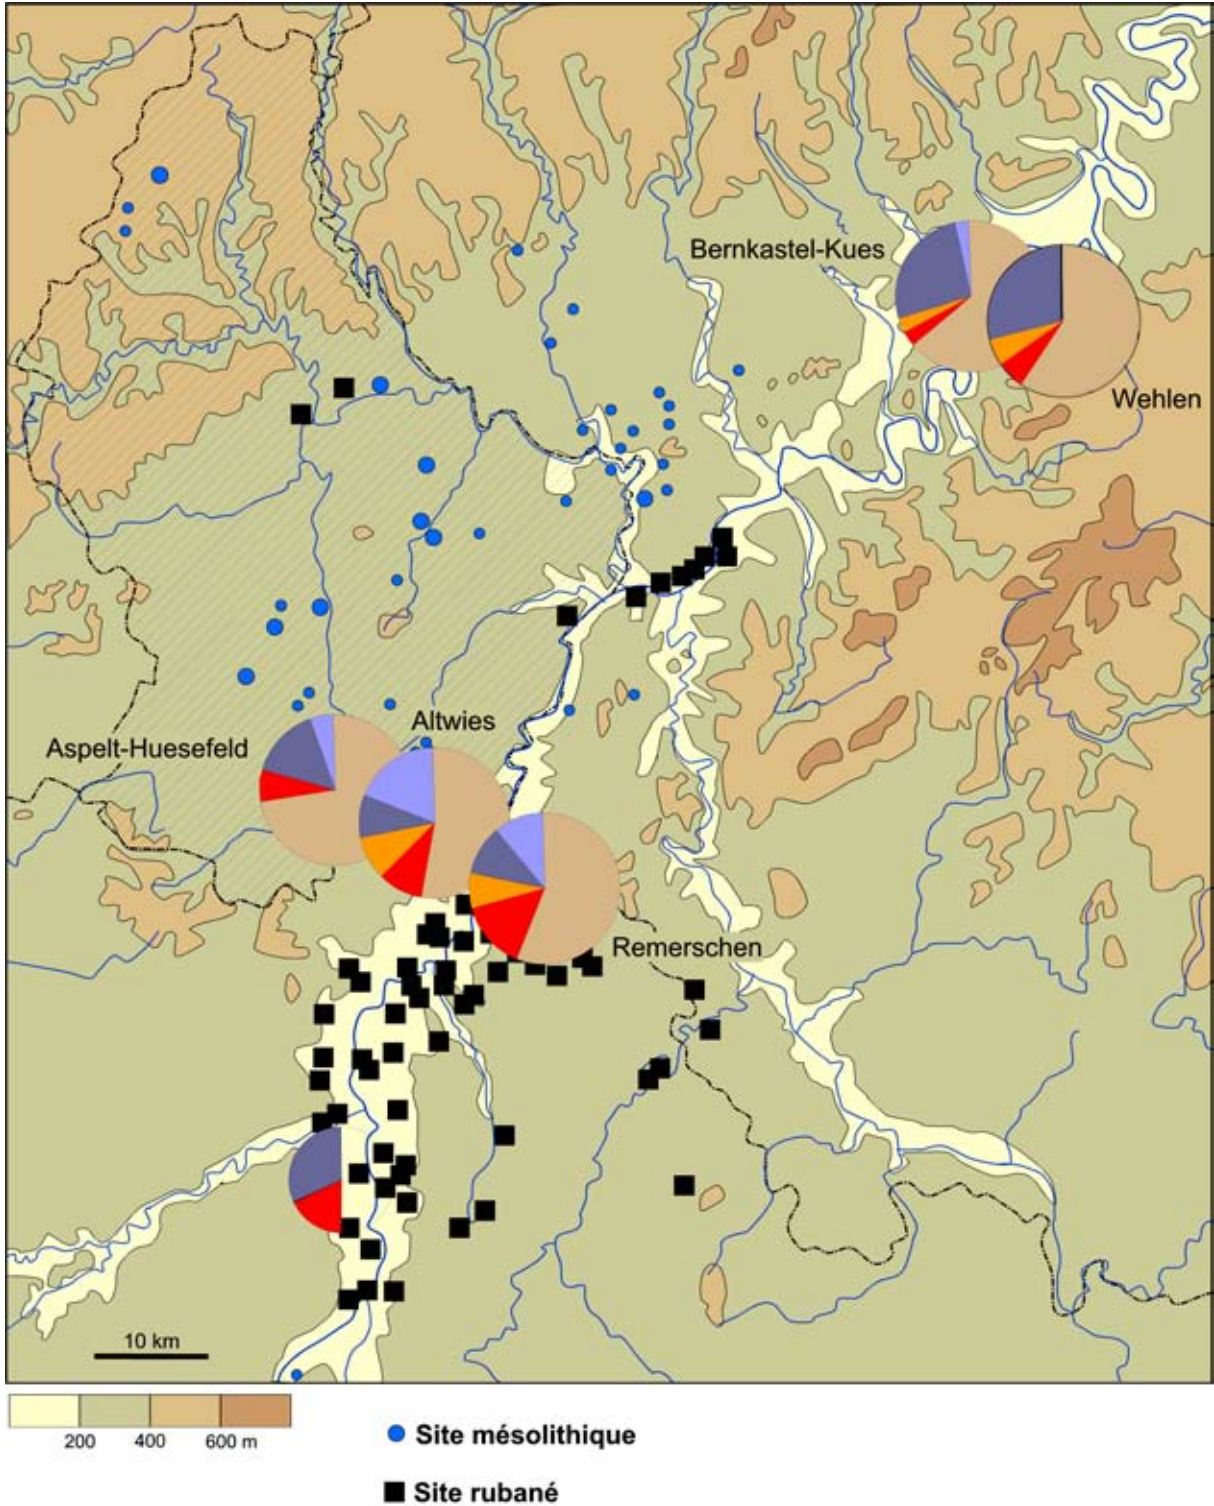 Bernkastel-Kues
Wehlen
Altwies
Aspelt-Huesefeld
Remerschen
10 km
200 400 600 m
Site mésolithique
Site rubané